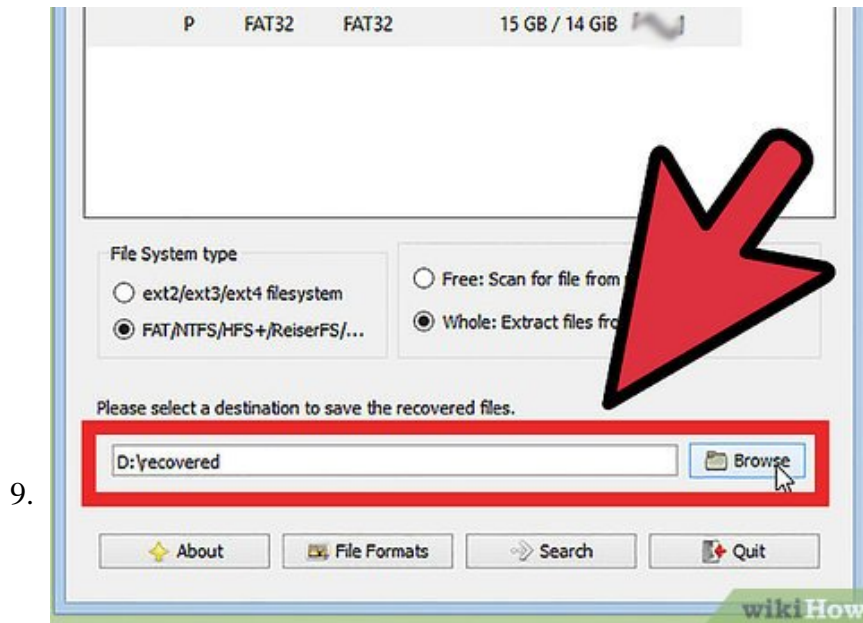 P FAT32 FAT32 15 GB / 14 GiB
File System type
ext2/ext3/ext4 filesystem
FAT/NTFS/HFS+/ReiserFS/...
Free: Scan for file from
Whole: Extract files
Please select a destination to save the recovered files.
D:\recovered Browse
9.
About File Formats Search Quit
wikiHow